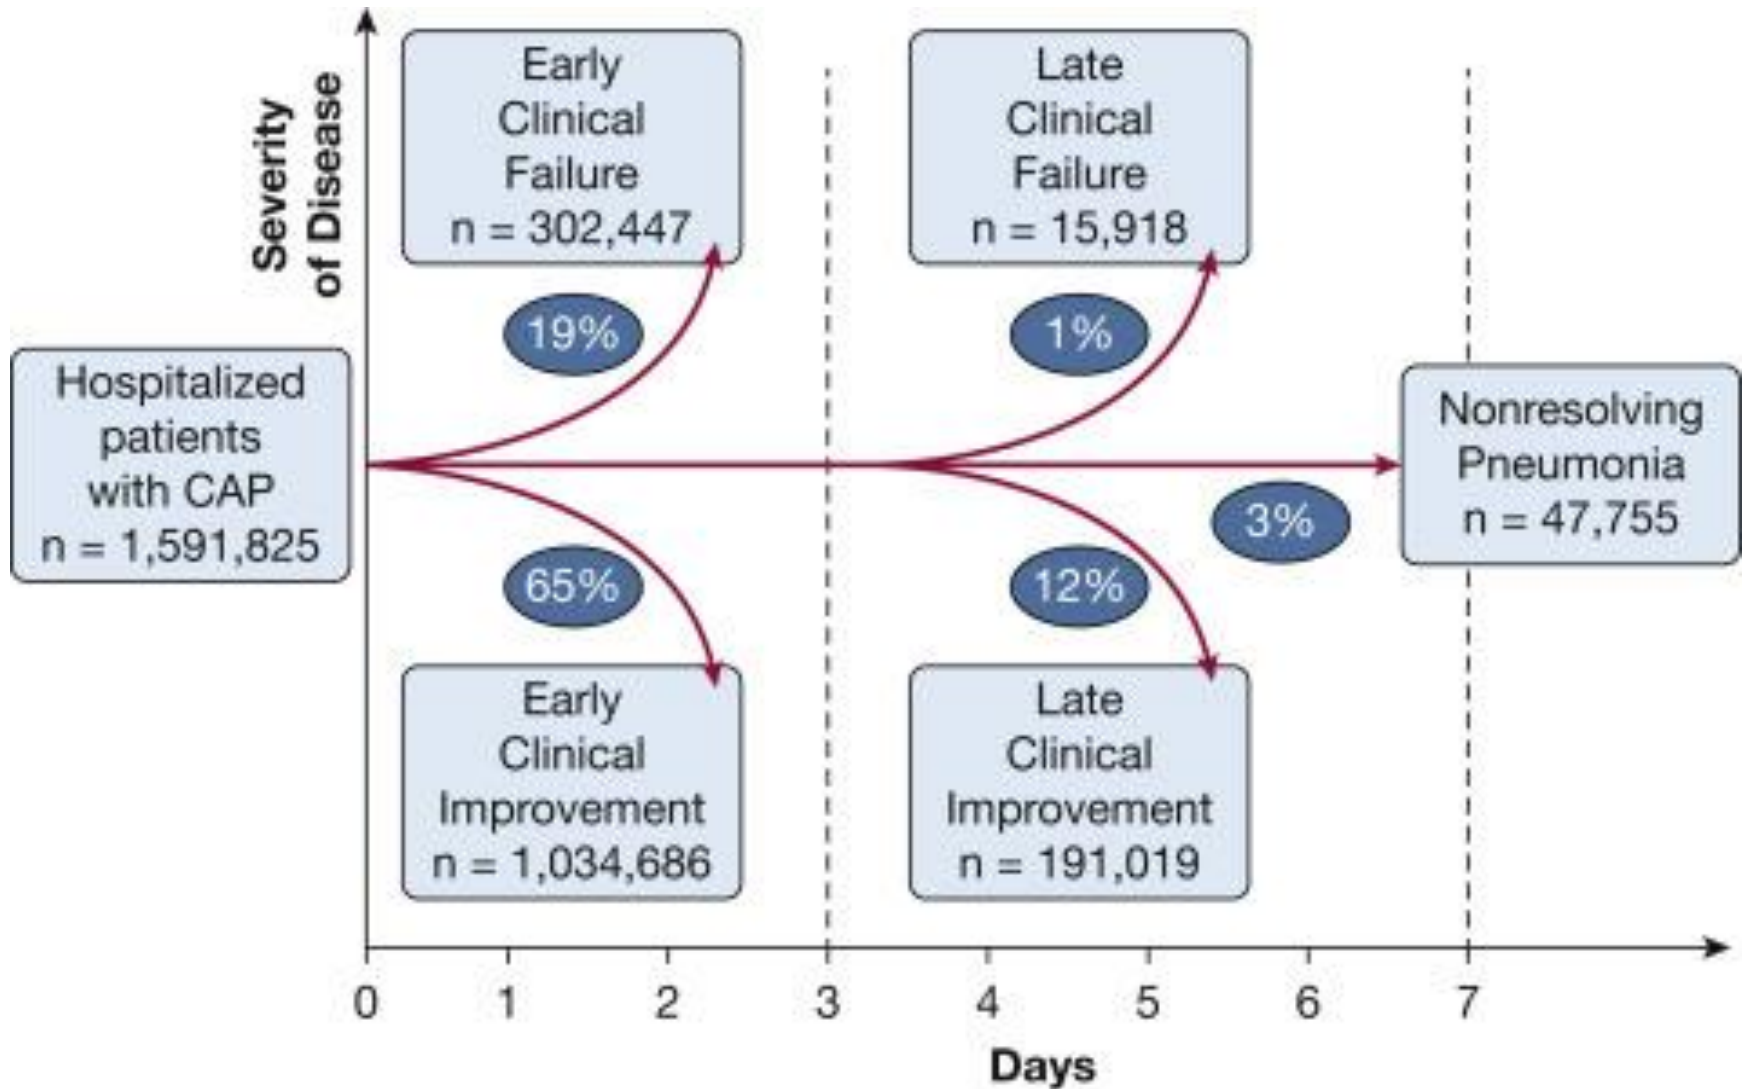 Severity
of Disease
Hospitalized
patients
with CAP
n = 1,591,825
Early
Clinical
Failure
n = 302,447
19%
65%
Early
Clinical
Improvement
n = 1,034,686
Late
Clinical
Failure
n = 15,918
1%
12%
3%
Late
Clinical
Improvement
n = 191,019
Nonresolving
Pneumonia
n = 47,755
0 1 2 3 4 5 6 7
Days